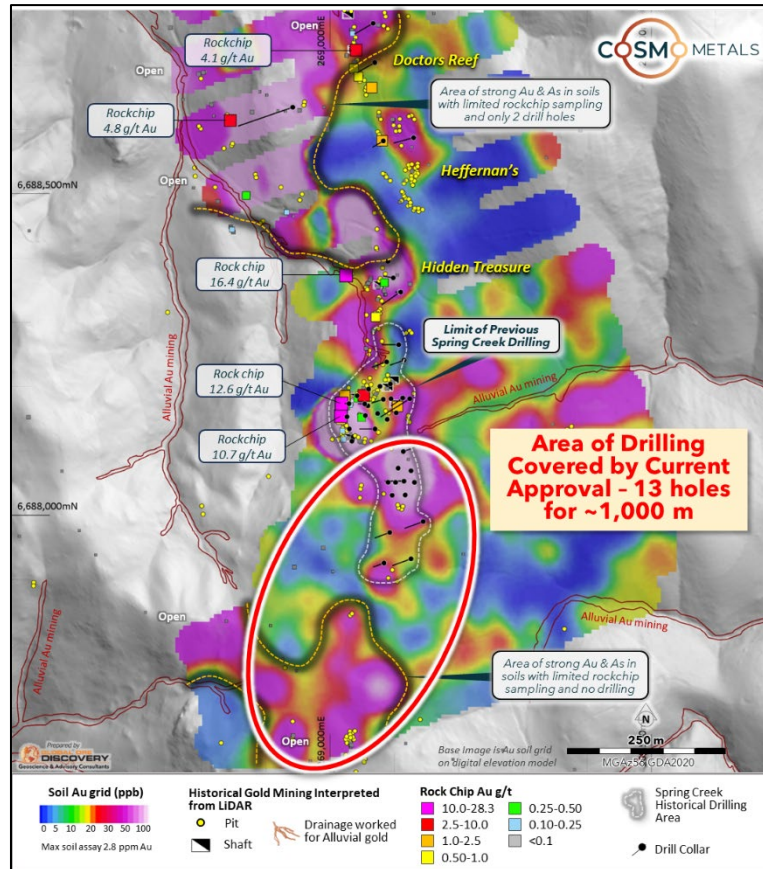 COSMO METALS
269,000mE
Open
Rockchip
4.1 g/t Au
Doctors Reef
Area of strong Au & As in soils
with limited rockchip sampling
and only 2 drill holes
Rockchip
4.8 g/t Au
Heffernan's
6,688,500mN
Open
Hidden Treasure
Rock chip
16.4 g/t Au
Limit of Previous
Spring Creek Drilling
Alluvial Au mining
Alluvial Au mining
Rock chip
12.6 g/t Au
Rockchip
10.7 g/t Au
Area of Drilling
Covered by Current
Approval - 13 holes
for ~1,000 m
6,688,000mN
Open
Alluvial Au mining
Alluvial Au mining
Area of strong Au & As in
soils with limited rockchip
sampling and no drilling
Open
269,000mE
N
250 m
Base Image is Au soil grid
on digital elevation model
MGAz56 GDA2020
Prepared by
DISCOVERY
Geoscience & Advisory Consultants
Soil Au grid (ppb)
0 5 10 20 30 50 100
Max soil assay 2.8 ppm Au
Historical Gold Mining Interpreted
from LiDAR
Pit
Shaft
Drainage worked
for Alluvial gold
Rock Chip Au g/t
10.0-28.3
2.5-10.0
1.0-2.5
0.50-1.0
0.25-0.50
0.10-0.25
<0.1
Spring Creek
Historical Drilling
Area
Drill Collar